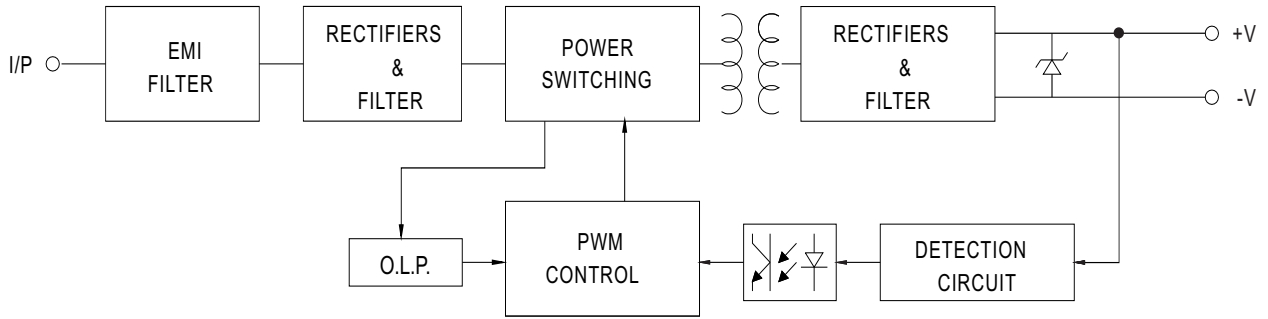 I/P
EMI
FILTER
RECTIFIERS
&
FILTER
POWER
SWITCHING
RECTIFIERS
&
FILTER
+V
-V
O.L.P.
PWM
CONTROL
DETECTION
CIRCUIT